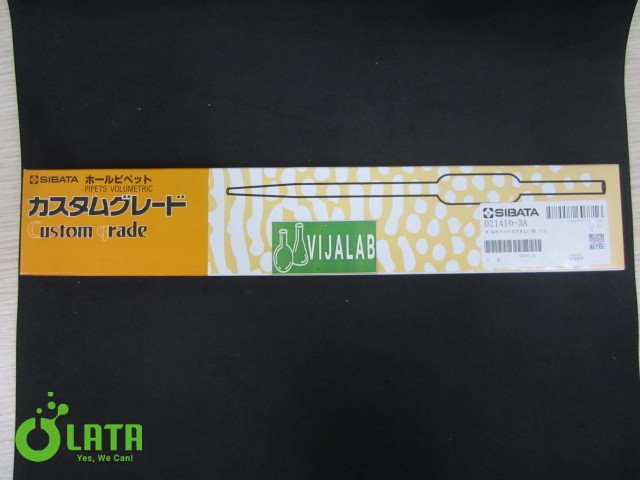 SIBATA ホールピペット
PIPETS VOLUMETRIC
カスタムグレード
Custom grade
VIJALAB
SIBATA
021410-3A
LATA
Yes, We Can!